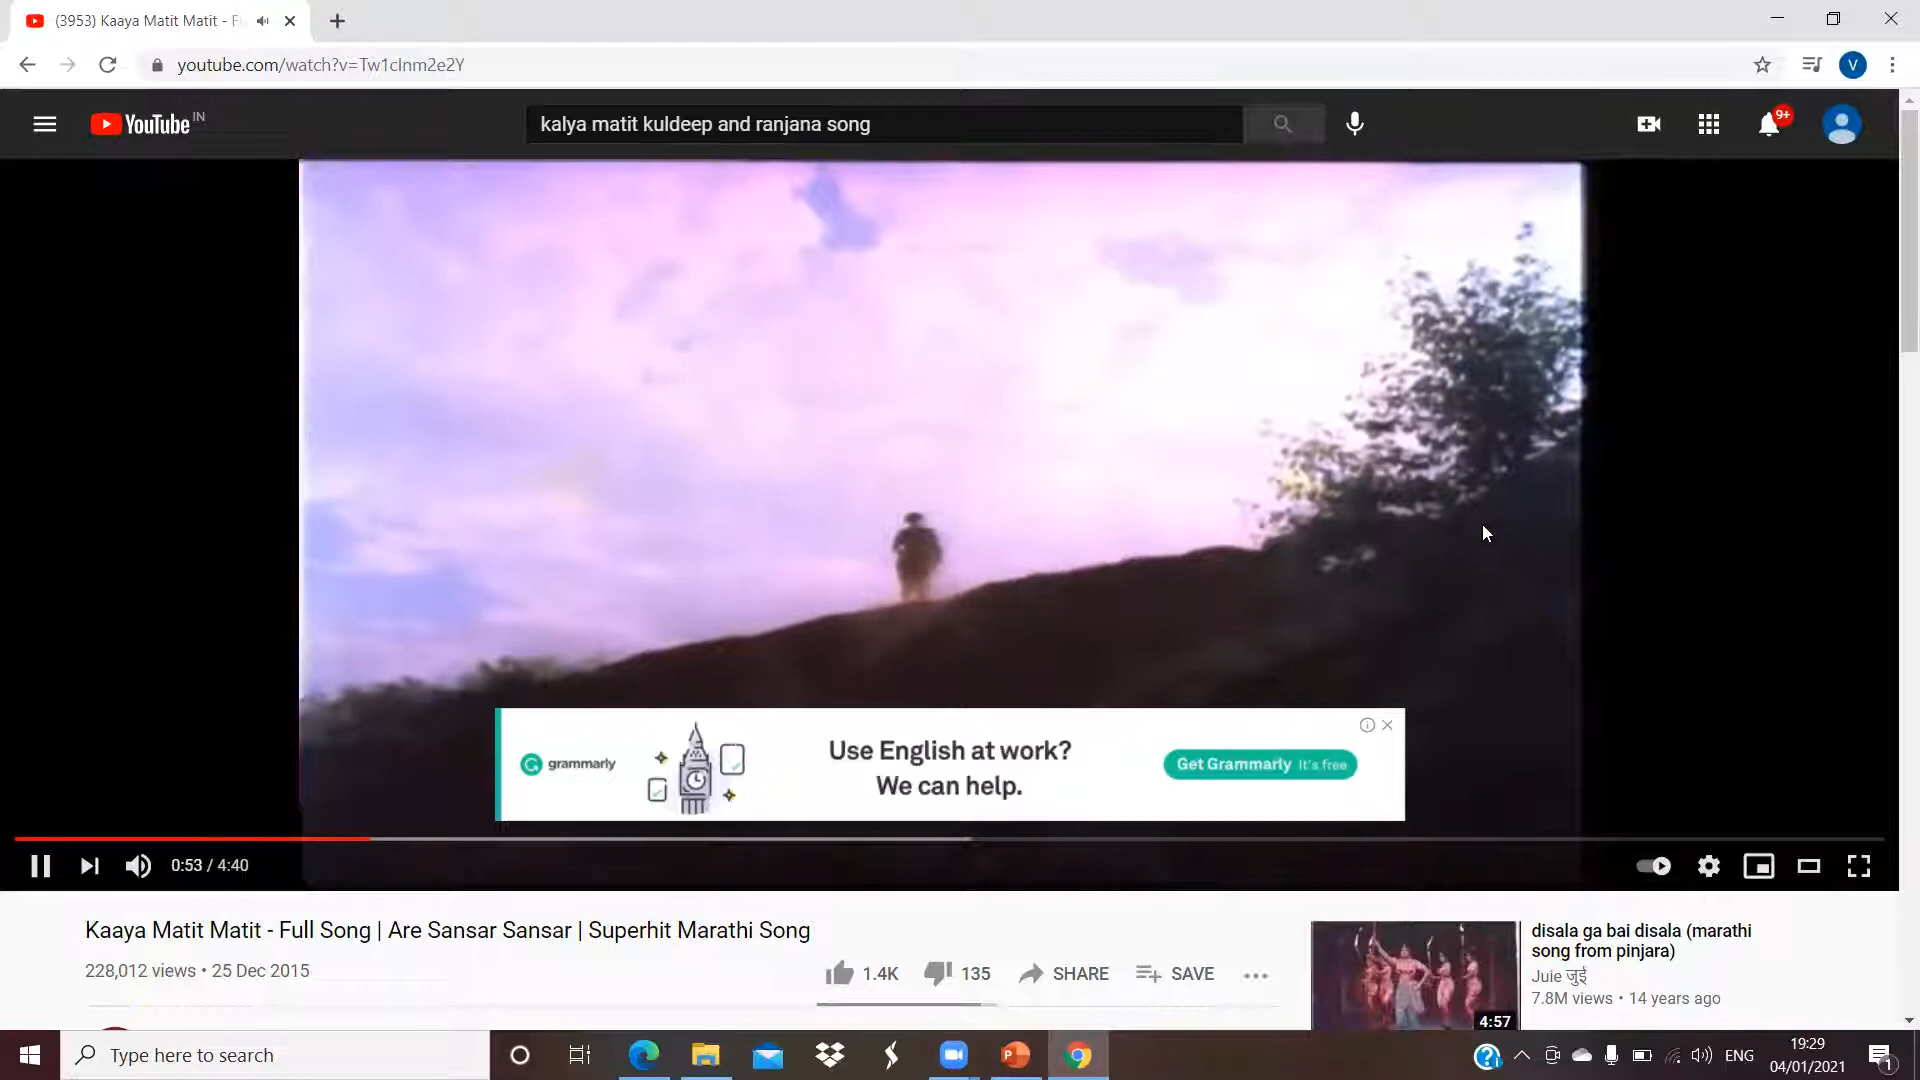 (3953) Kaaya Matit Matit - F
youtube.com/watch?v=Tw1cInm2e2Y
V
YouTube IN
kalya matit kuldeep and ranjana song
9+
grammarly
Use English at work?
We can help.
Get Grammarly It's free
0:53 / 4:40
Kaaya Matit Matit - Full Song | Are Sansar Sansar | Superhit Marathi Song
228,012 views • 25 Dec 2015
1.4K
135
SHARE
SAVE
disala ga bai disala (marathi
song from pinjara)
Juie जुई
7.8M views • 14 years ago
4:57
Type here to search
ENG
19:29
04/01/2021
1